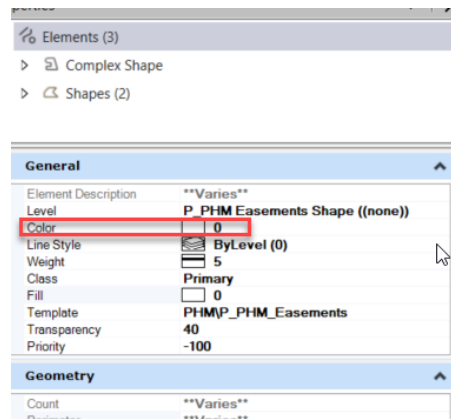 Elements (3)
Complex Shape
Shapes (2)
General
Element Description **Varies**
Level P_PHM Easements Shape ((none))
Color 0
Line Style ByLevel (0)
Weight 5
Class Primary
Fill 0
Template PHM\P_PHM_Easements
Transparency 40
Priority -100
Geometry
Count **Varies**